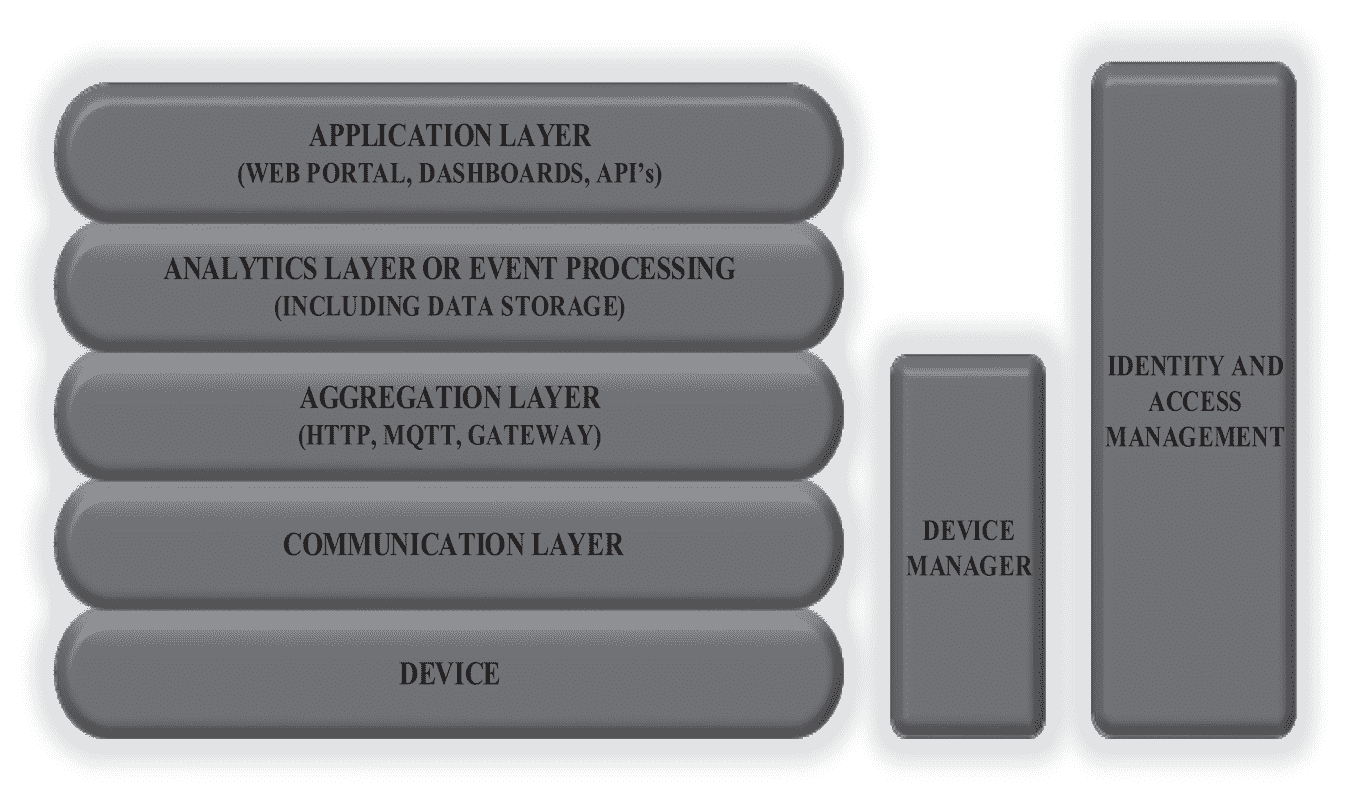 APPLICATION LAYER
(WEB PORTAL, DASHBOARDS, API’s)
ANALYTICS LAYER OR EVENT PROCESSING
(INCLUDING DATA STORAGE)
AGGREGATION LAYER
(HTTP, MQTT, GATEWAY)
COMMUNICATION LAYER
DEVICE
DEVICE
MANAGER
IDENTITY AND
ACCESS
MANAGEMENT